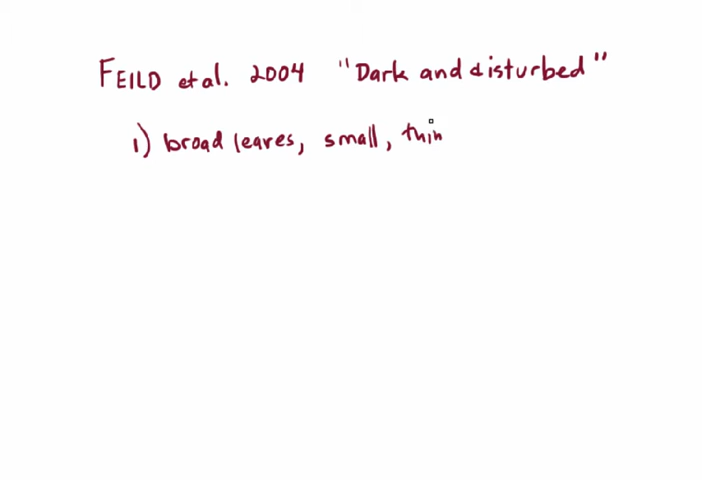 FEILD et al. 2004 "Dark and disturbed"
1) broad leaves, small, thin